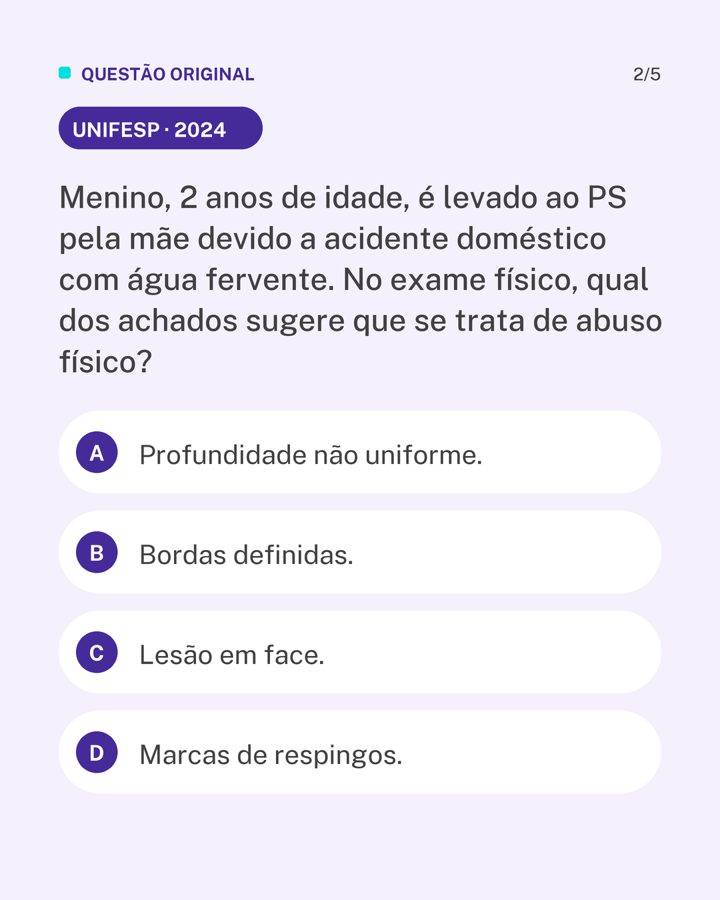 QUESTÃO ORIGINAL
2/5
UNIFESP · 2024
Menino, 2 anos de idade, é levado ao PS
pela mãe devido a acidente doméstico
com água fervente. No exame físico, qual
dos achados sugere que se trata de abuso
físico?
A Profundidade não uniforme.
B Bordas definidas.
C Lesão em face.
D Marcas de respingos.